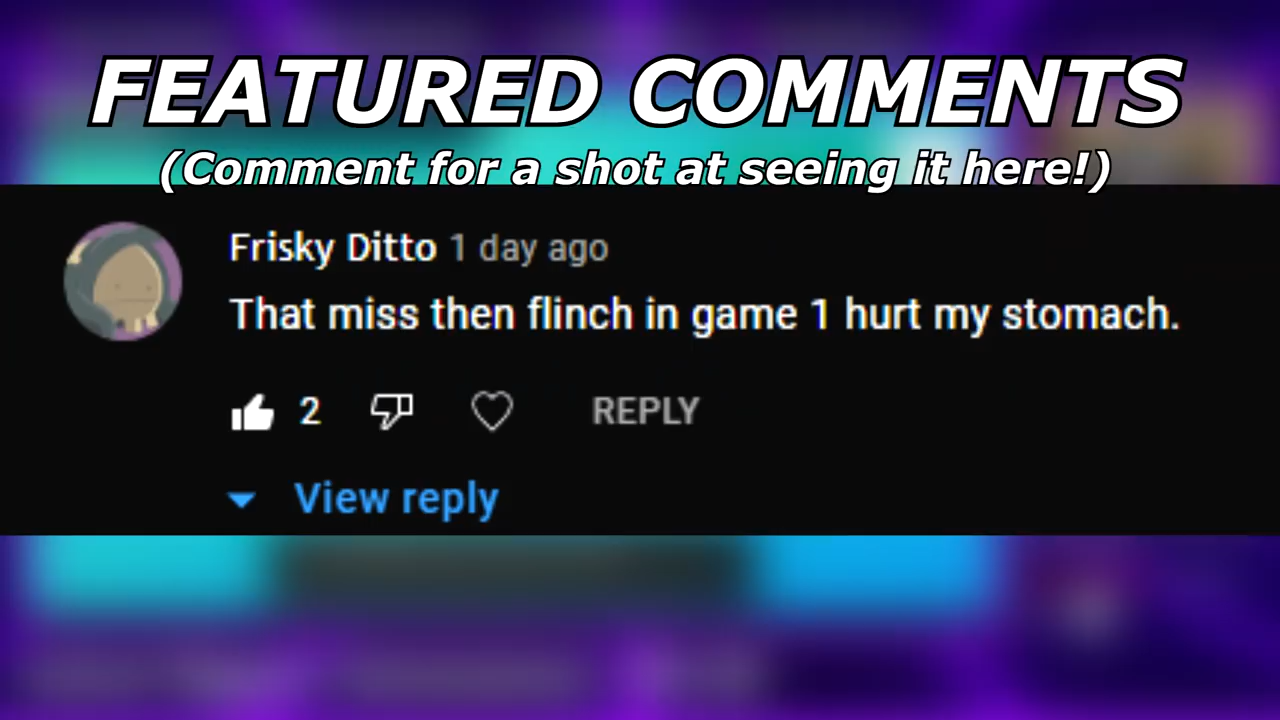 FEATURED COMMENTS
(Comment for a shot at seeing it here!)
Frisky Ditto 1 day ago
That miss then flinch in game 1 hurt my stomach.
2 REPLY
View reply